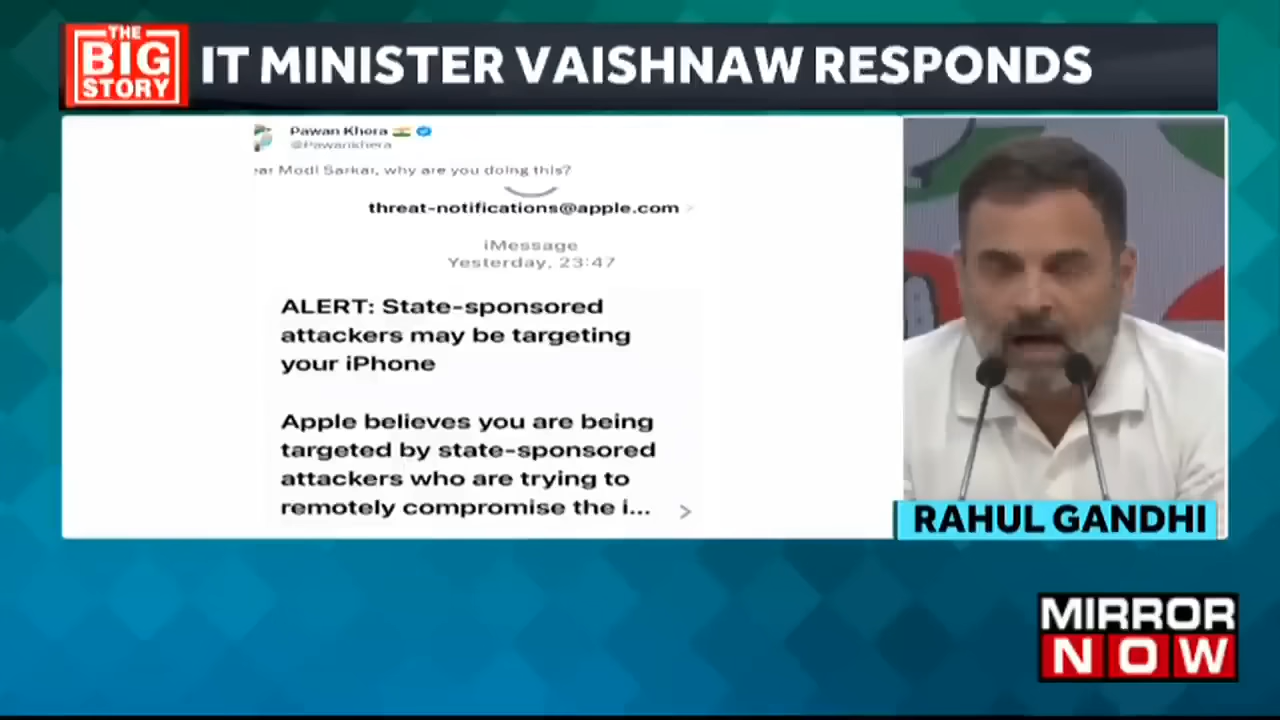 THE
BIG
STORY
IT MINISTER VAISHNAW RESPONDS
Pawan Khera
@Pawankhera
ear Modi Sarkar, why are you doing this?
threat-notifications@apple.com >
iMessage
Yesterday, 23:47
ALERT: State-sponsored
attackers may be targeting
your iPhone
Apple believes you are being
targeted by state-sponsored
attackers who are trying to
remotely compromise the i...
RAHUL GANDHI
MIRROR
NOW